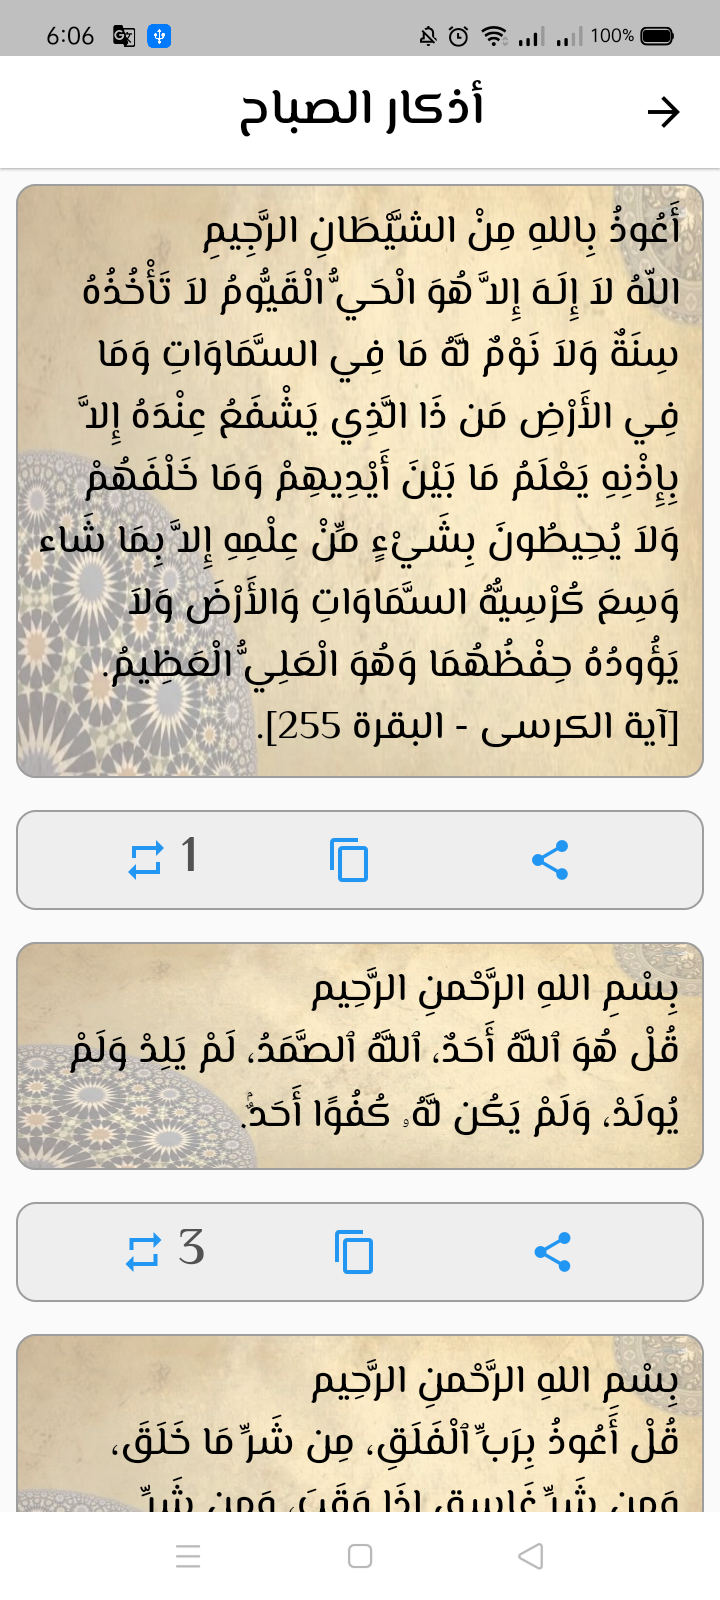 6:06
100%
أذكار الصباح
أَعُوذُ بِاللهِ مِنْ الشَّيْطَانِ الرَّجِيمِ
اللّهُ لاَ إِلَـهَ إِلاَّ هُوَ الْحَيُّ الْقَيُّومُ لاَ تَأْخُذُهُ
سِنَةٌ وَلاَ نَوْمٌ لَّهُ مَا فِي السَّمَاوَاتِ وَمَا
فِي الأَرْضِ مَن ذَا الَّذِي يَشْفَعُ عِنْدَهُ إِلاَّ
بِإِذْنِهِ يَعْلَمُ مَا بَيْنَ أَيْدِيهِمْ وَمَا خَلْفَهُمْ
وَلاَ يُحِيطُونَ بِشَيْءٍ مِّنْ عِلْمِهِ إِلاَّ بِمَا شَاء
وَسِعَ كُرْسِيُّهُ السَّمَاوَاتِ وَالأَرْضَ وَلاَ
يَؤُودُهُ حِفْظُهُمَا وَهُوَ الْعَلِيُّ الْعَظِيمُ.
[آية الكرسى - البقرة 255].
1
بِسْمِ اللهِ الرَّحْمنِ الرَّحِيم
قُلْ هُوَ ٱللَّهُ أَحَدٌ، ٱللَّهُ ٱلصَّمَدُ، لَمْ يَلِدْ وَلَمْ
يُولَدْ، وَلَمْ يَكُن لَّهُۥ كُفُوًا أَحَدٌۢ.
3
بِسْمِ اللهِ الرَّحْمنِ الرَّحِيم
قُلْ أَعُوذُ بِرَبِّ ٱلْفَلَقِ، مِن شَرِّ مَا خَلَقَ،
وَمِن شَرِّ غَاسِقٍ إِذَا وَقَبَ، وَمِن شَرِّ